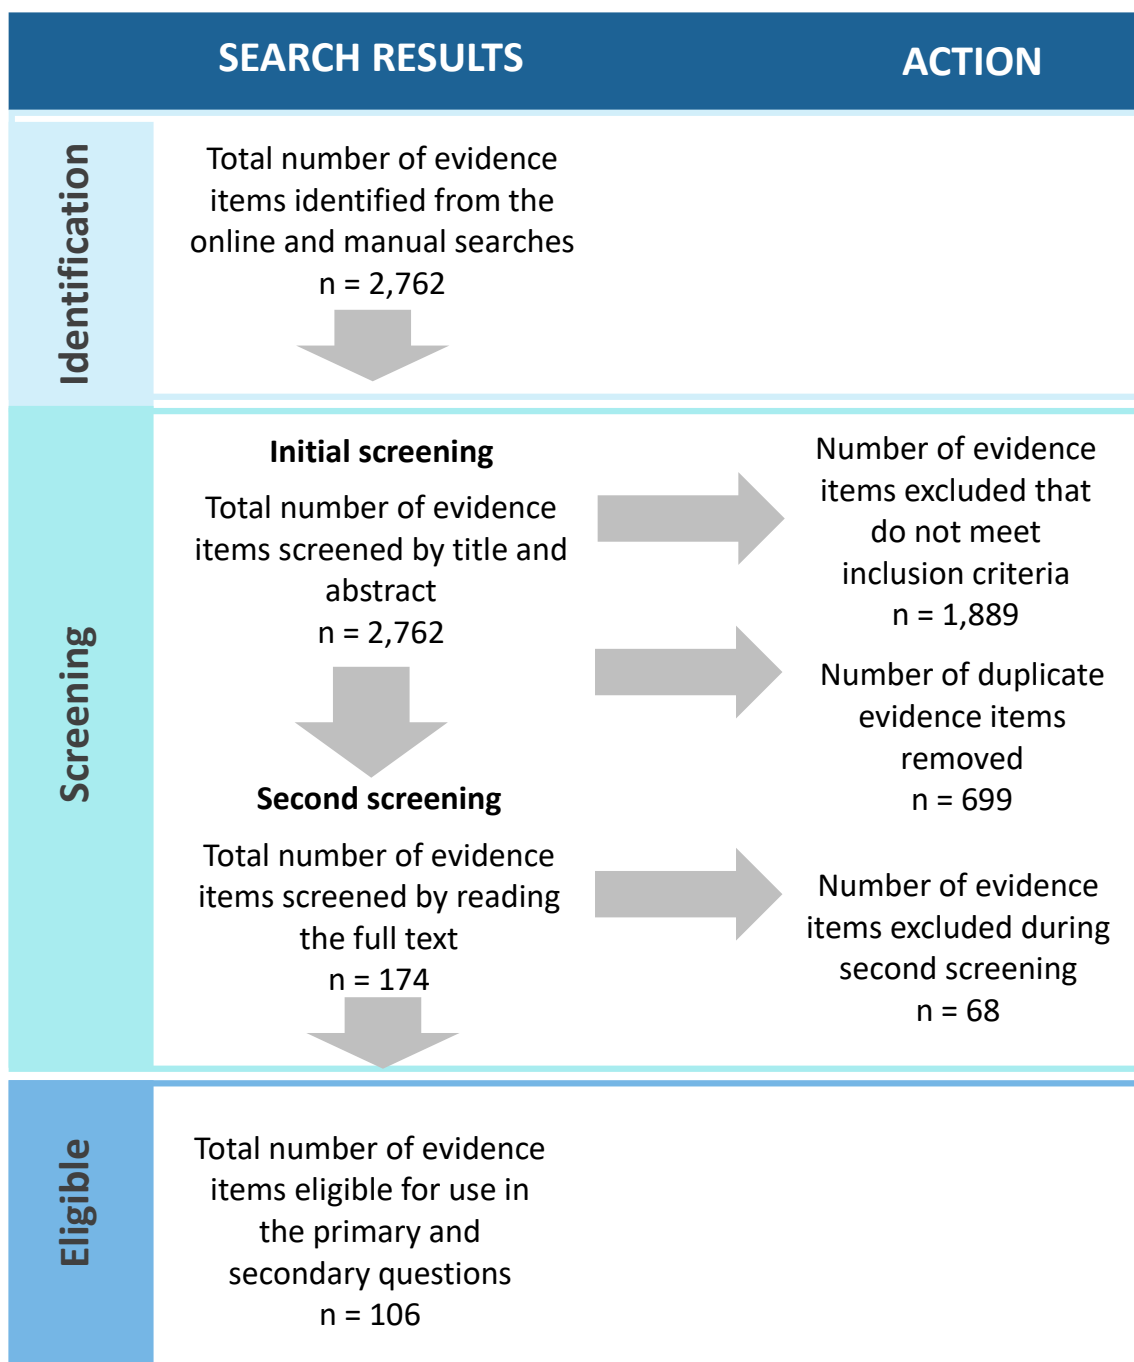 SEARCH RESULTS
ACTION
Identification
Total number of evidence
items identified from the
online and manual searches
n = 2,762
Screening
Initial screening
Total number of evidence
items screened by title and
abstract
n = 2,762
Number of evidence
items excluded that
do not meet
inclusion criteria
n = 1,889
Number of duplicate
evidence items
removed
n = 699
Second screening
Total number of evidence
items screened by reading
the full text
n = 174
Number of evidence
items excluded during
second screening
n = 68
Eligible
Total number of evidence
items eligible for use in
the primary and
secondary questions
n = 106